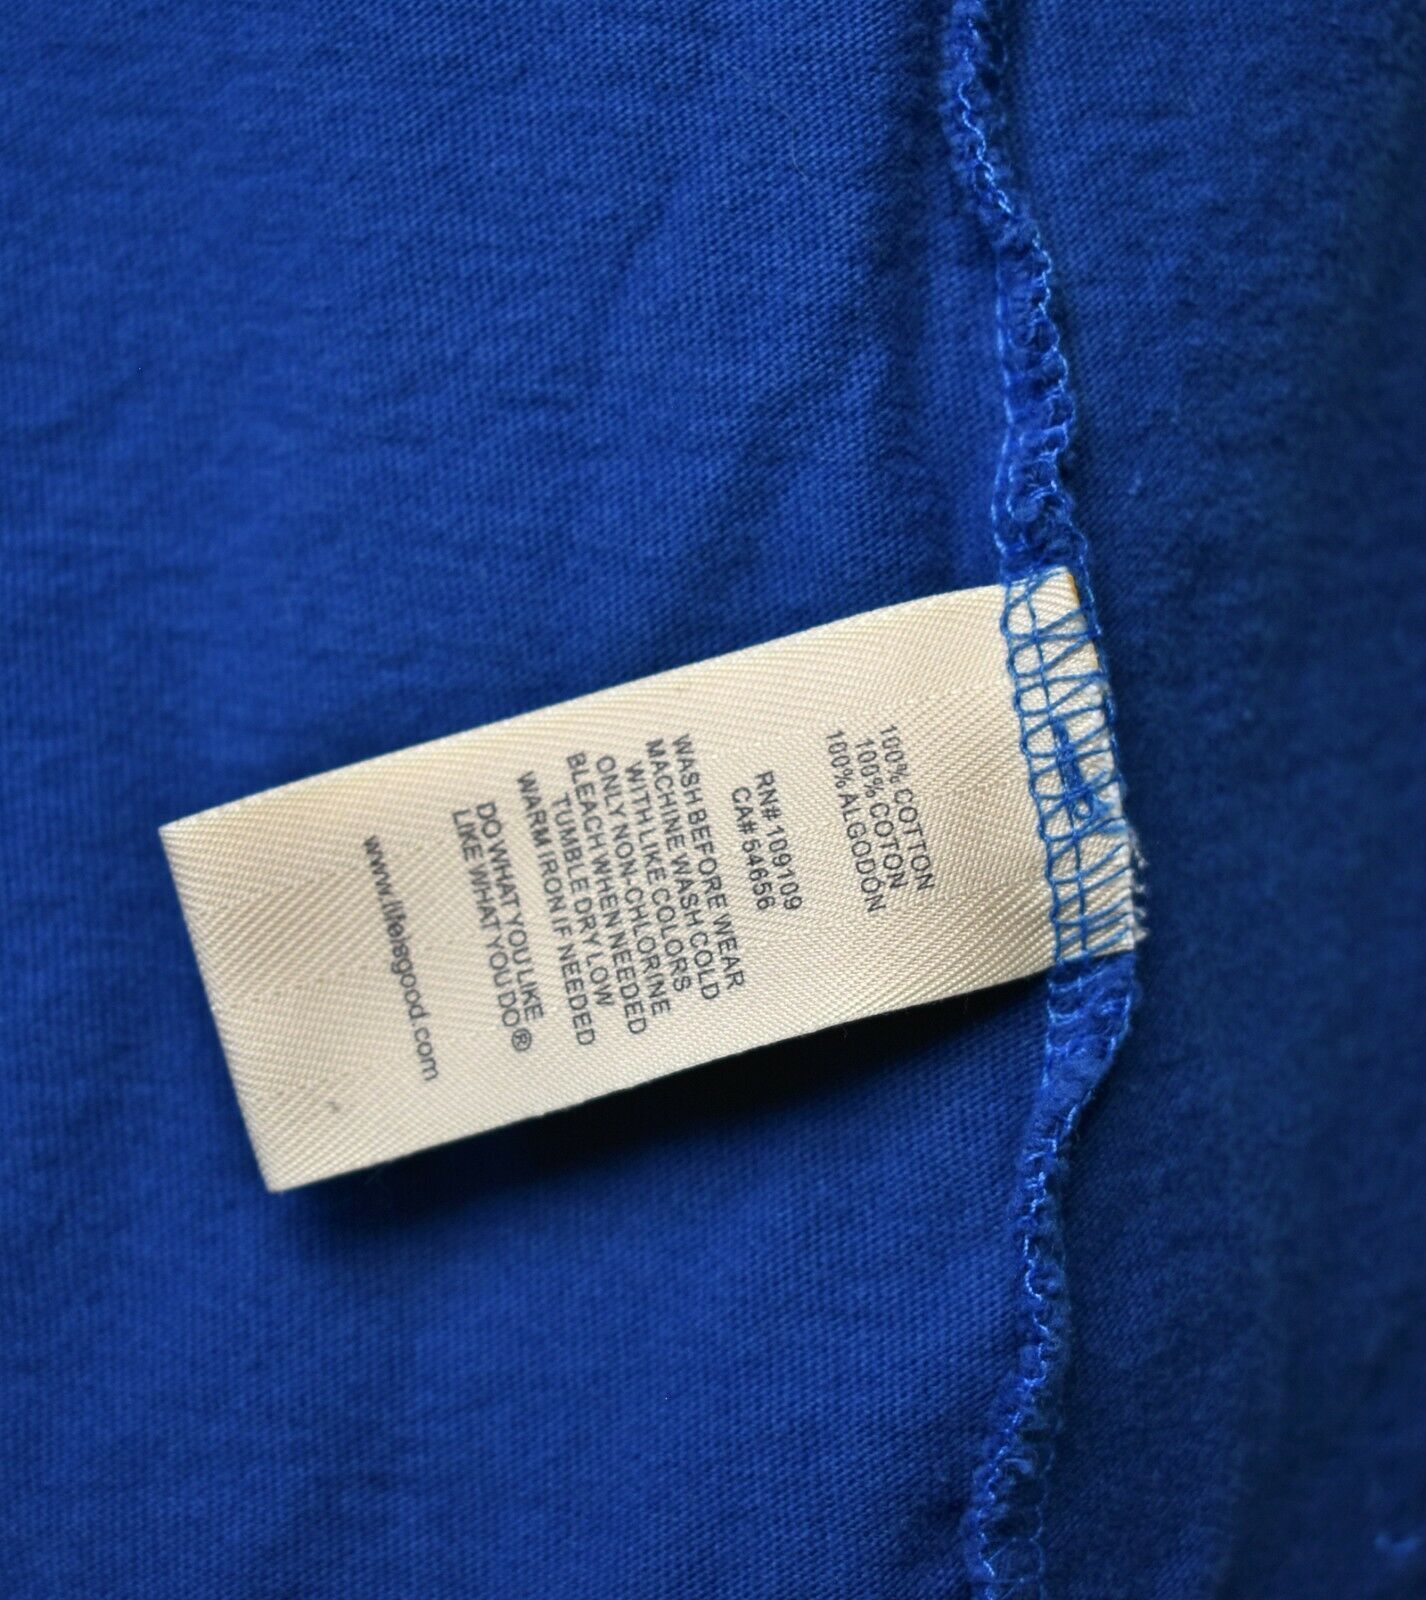 100% COTTON
100% COTON
100% ALGODÓN
RN# 109109
CA# 54656
WASH BEFORE WEAR
MACHINE WASH COLD
WITH LIKE COLORS
ONLY NON-CHLORINE
BLEACH WHEN NEEDED
TUMBLE DRY LOW
WARM IRON IF NEEDED
DO WHAT YOU LIKE
LIKE WHAT YOU DO®
www.lifeisgood.com